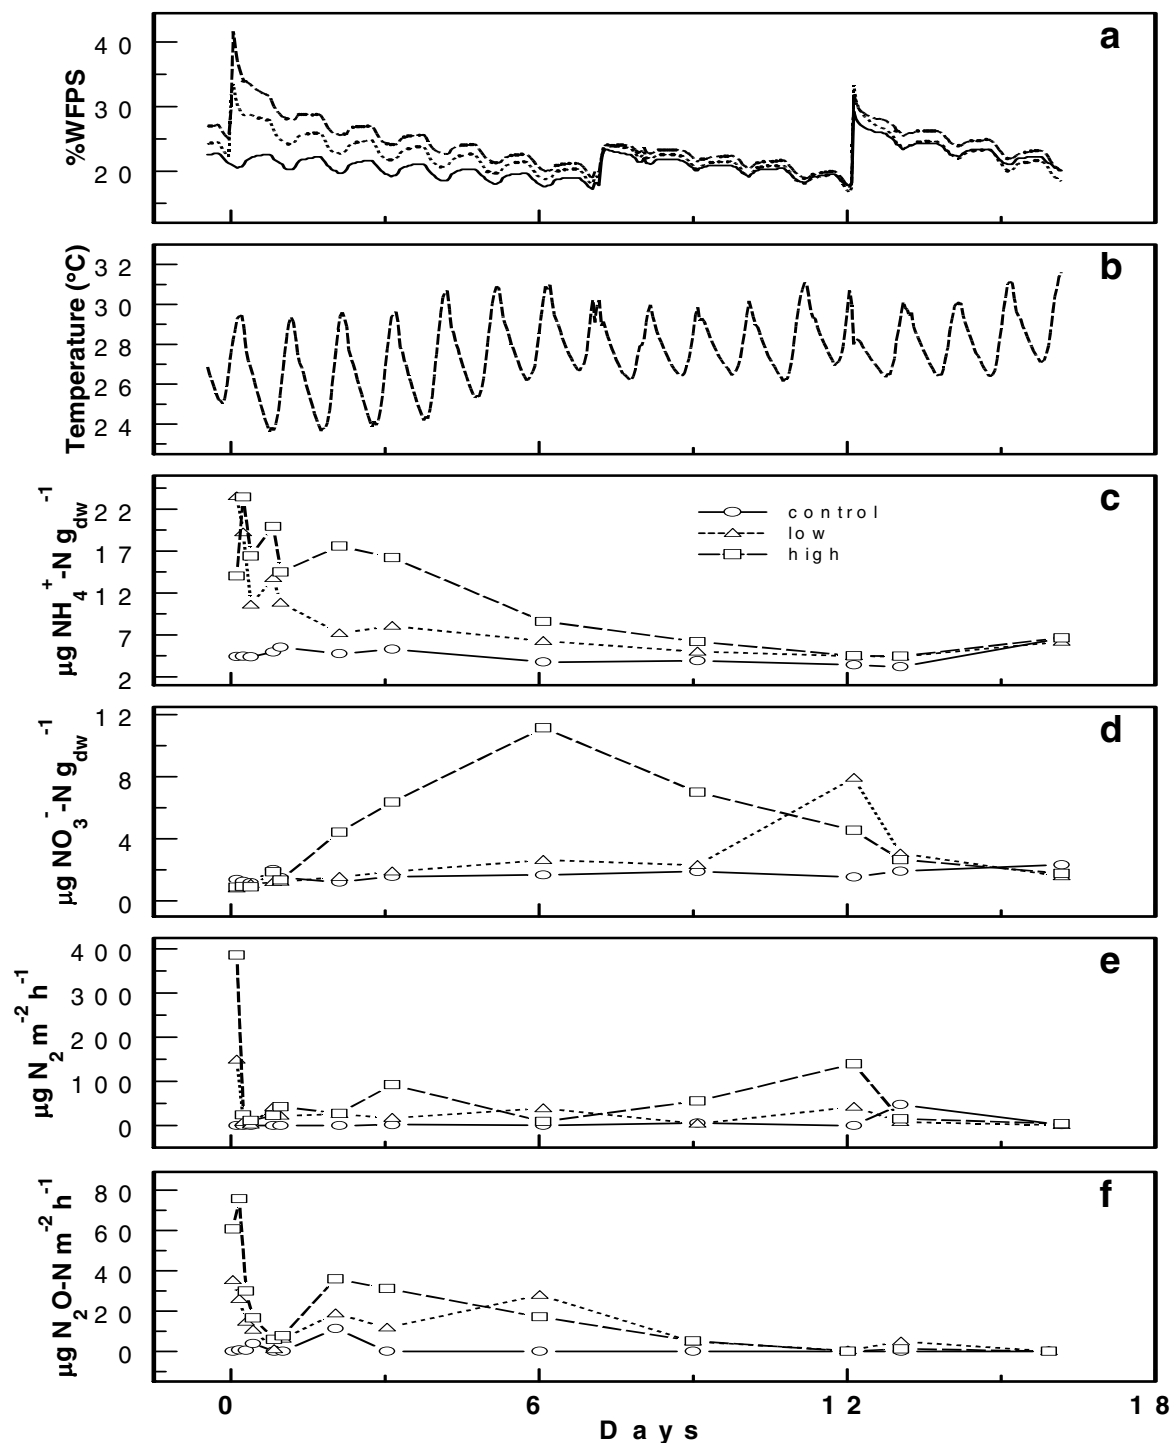 a
%WFPS
40
30
20
b
Temperature (°C)
32
30
28
26
24
c
µg NH4+-N gdw-1
22
17
12
7
2
control
low
high
d
µg NO3--N gdw-1
12
8
4
0
e
µg N2 m-2 h-1
400
300
200
100
0
f
µg N2O-N m-2 h-1
80
60
40
20
0
0 6 12 18
Days